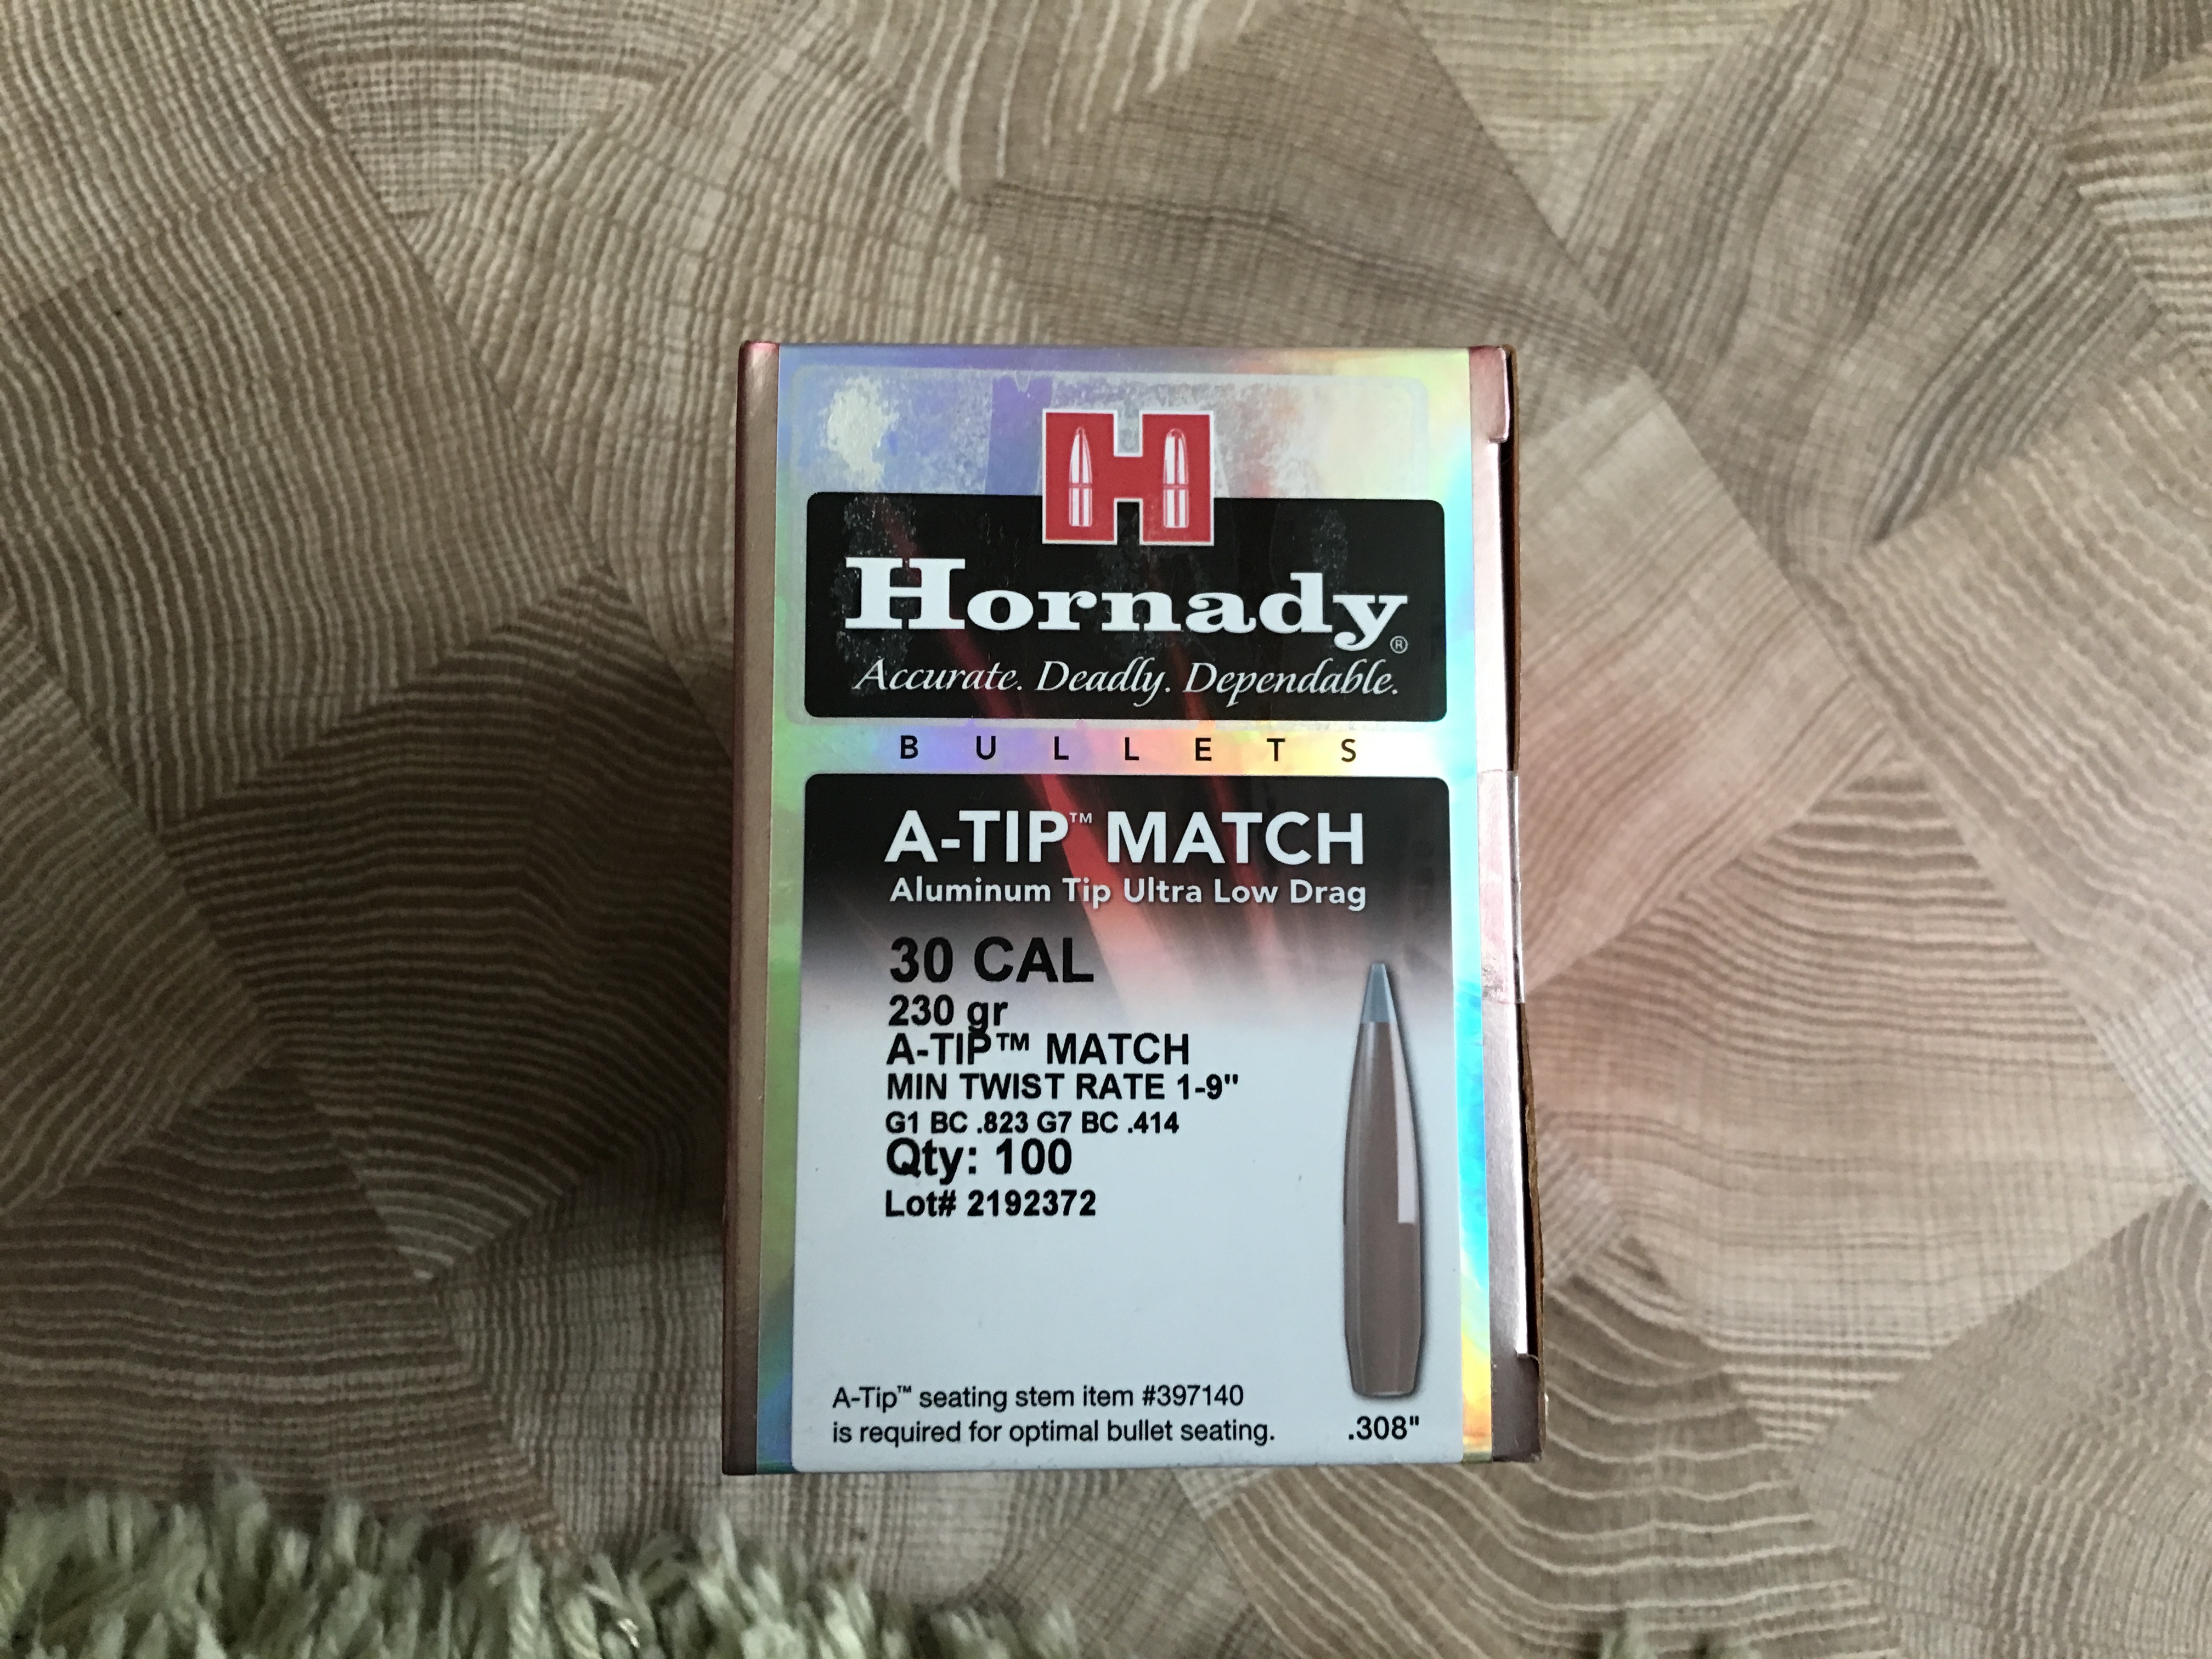 H
Hornady®
Accurate. Deadly. Dependable.
BULLETS
A-TIP™ MATCH
Aluminum Tip Ultra Low Drag
30 CAL
230 gr
A-TIP™ MATCH
MIN TWIST RATE 1-9"
G1 BC .823 G7 BC .414
Qty: 100
Lot# 2192372
A-Tip™ seating stem item #397140
is required for optimal bullet seating.
.308"